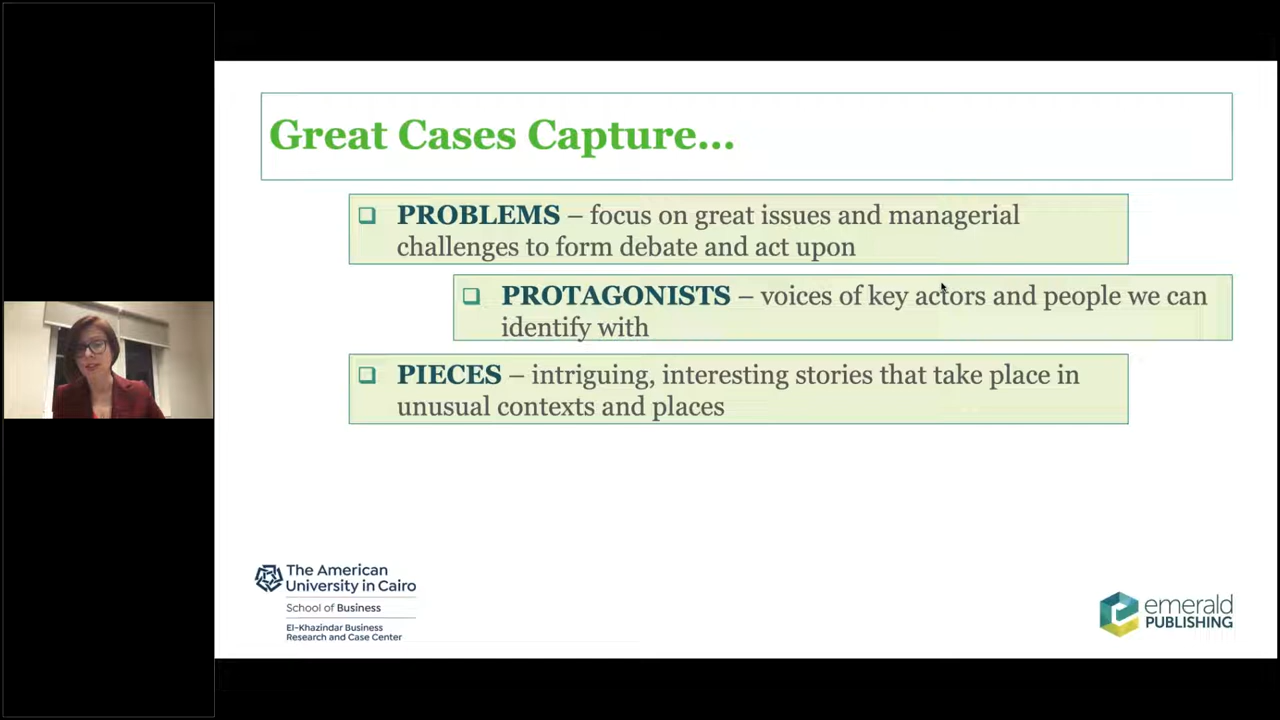 Great Cases Capture...
❑ PROBLEMS – focus on great issues and managerial
challenges to form debate and act upon
❑ PROTAGONISTS – voices of key actors and people we can
identify with
❑ PIECES – intriguing, interesting stories that take place in
unusual contexts and places
The American
University in Cairo
School of Business
El-Khazindar Business
Research and Case Center
emerald
PUBLISHING